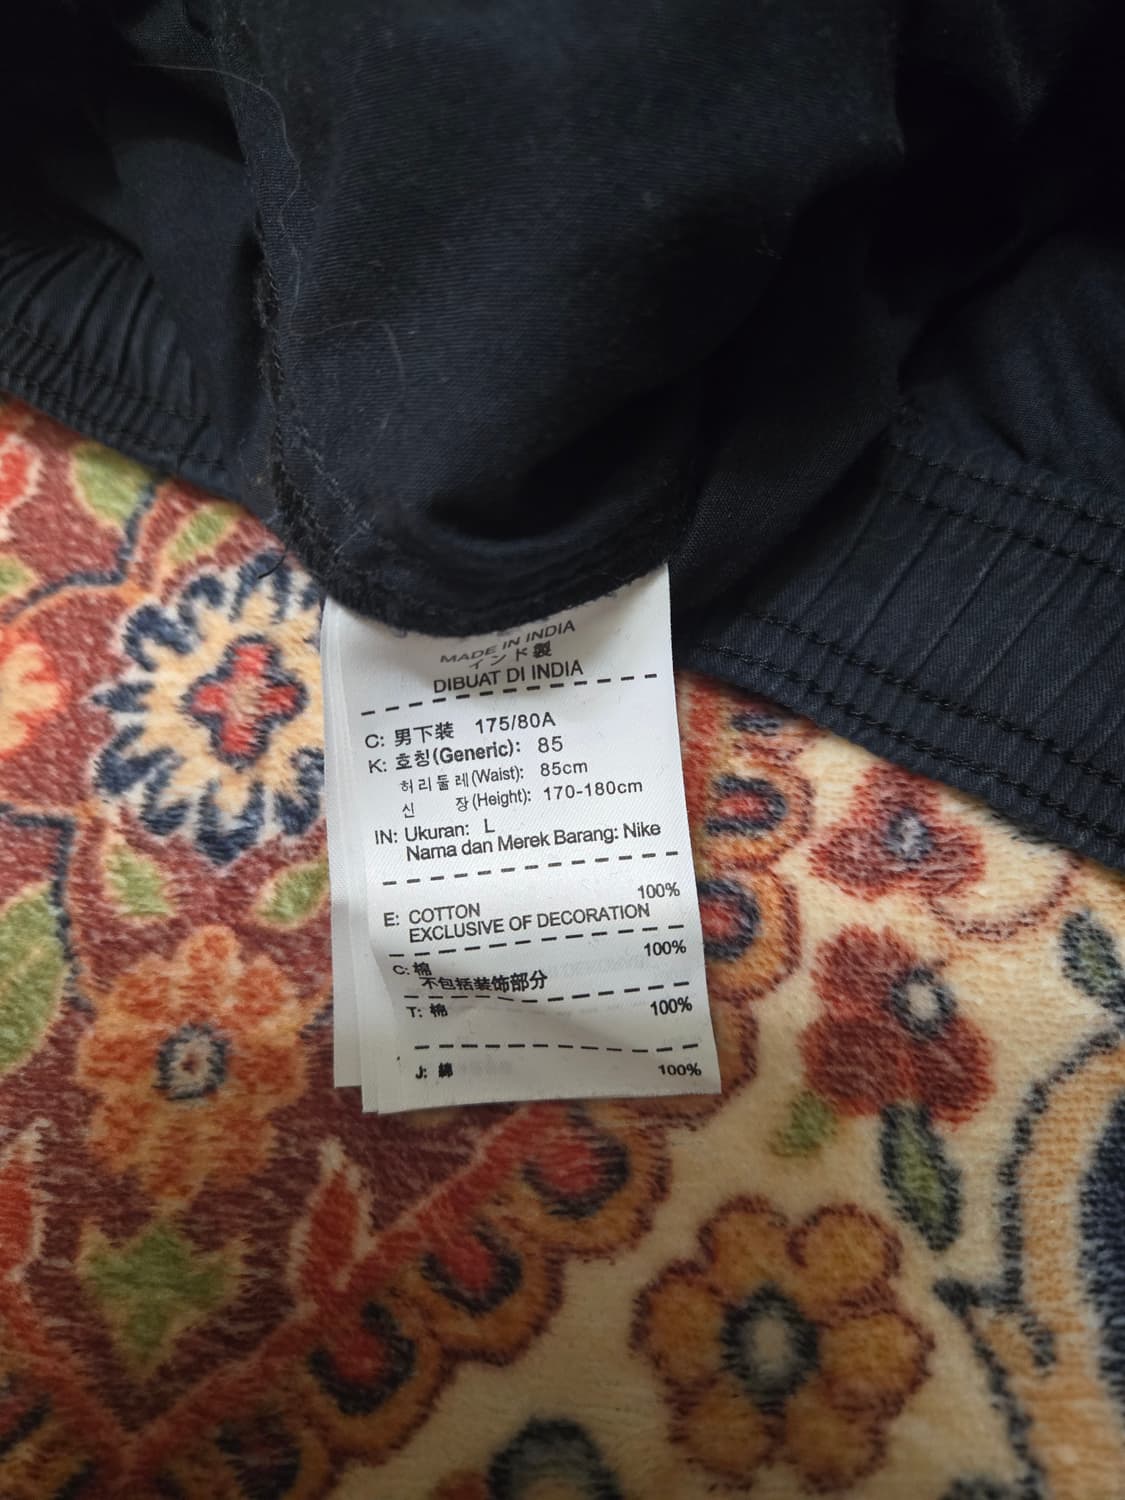 MADE IN INDIA
インド製
DIBUAT DI INDIA
C: 男下装 175/80A
K: 호칭(Generic): 85
허리둘레(Waist): 85cm
신 장(Height): 170-180cm
IN: Ukuran: L
Nama dan Merek Barang: Nike
100%
E: COTTON
EXCLUSIVE OF DECORATION
100%
C: 棉
不包括装饰部分
T: 棉 100%
J: 綿 100%